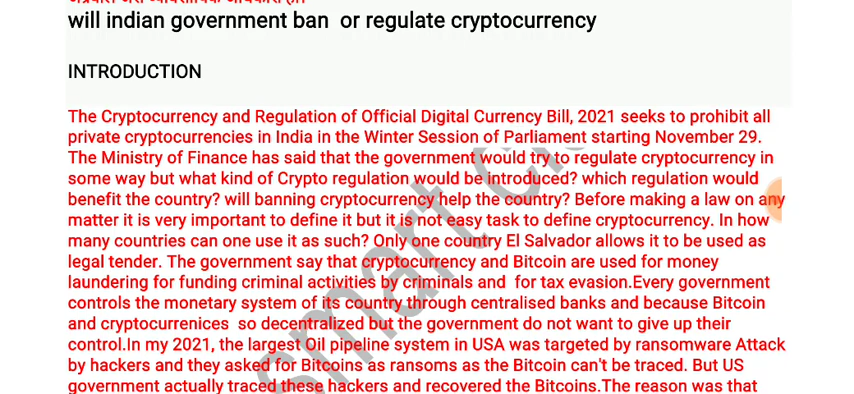 will indian government ban or regulate cryptocurrency
INTRODUCTION
The Cryptocurrency and Regulation of Official Digital Currency Bill, 2021 seeks to prohibit all
private cryptocurrencies in India in the Winter Session of Parliament starting November 29.
The Ministry of Finance has said that the government would try to regulate cryptocurrency in
some way but what kind of Crypto regulation would be introduced? which regulation would
benefit the country? will banning cryptocurrency help the country? Before making a law on any
matter it is very important to define it but it is not easy task to define cryptocurrency. In how
many countries can one use it as such? Only one country El Salvador allows it to be used as
legal tender. The government say that cryptocurrency and Bitcoin are used for money
laundering for funding criminal activities by criminals and for tax evasion.Every government
controls the monetary system of its country through centralised banks and because Bitcoin
and cryptocurrenices so decentralized but the government do not want to give up their
control.In my 2021, the largest Oil pipeline system in USA was targeted by ransomware Attack
by hackers and they asked for Bitcoins as ransoms as the Bitcoin can't be traced. But US
government actually traced these hackers and recovered the Bitcoins.The reason was that
smart